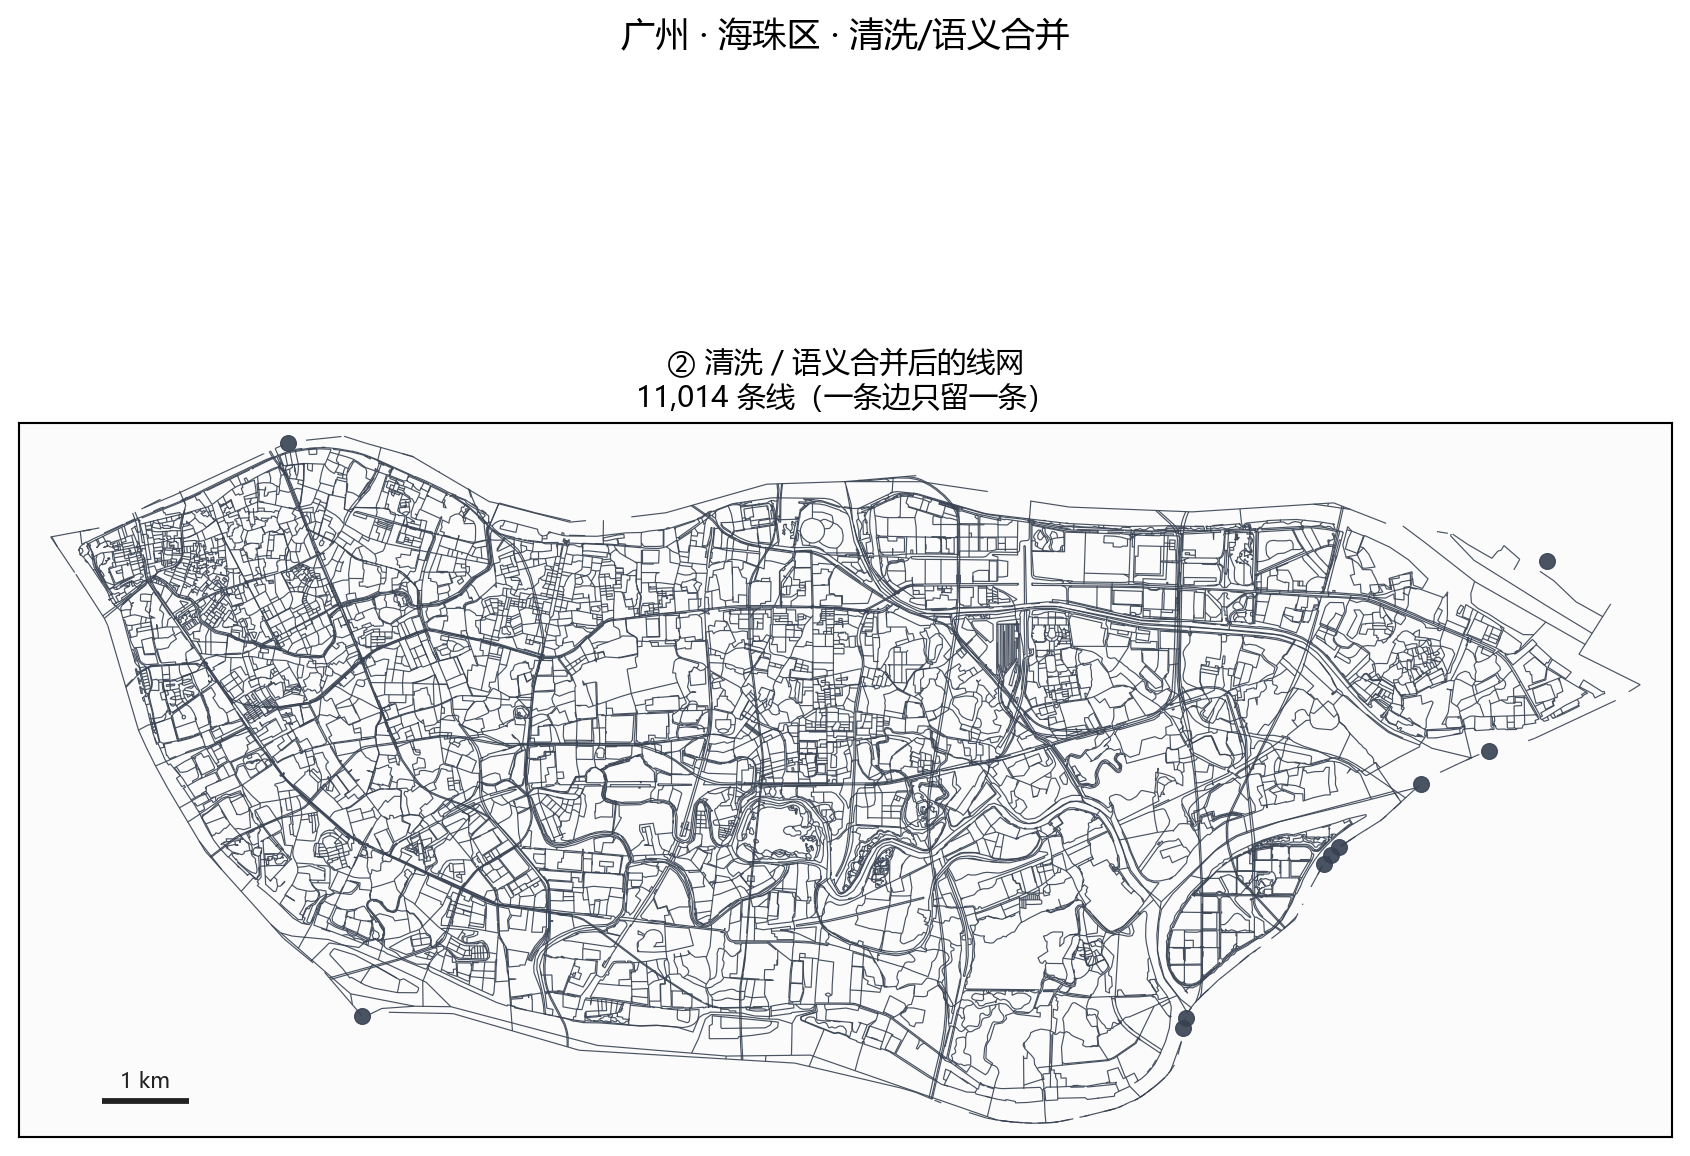 广州 · 海珠区 · 清洗/语义合并
② 清洗 / 语义合并后的线网
11,014 条线（一条边只留一条）
1 km